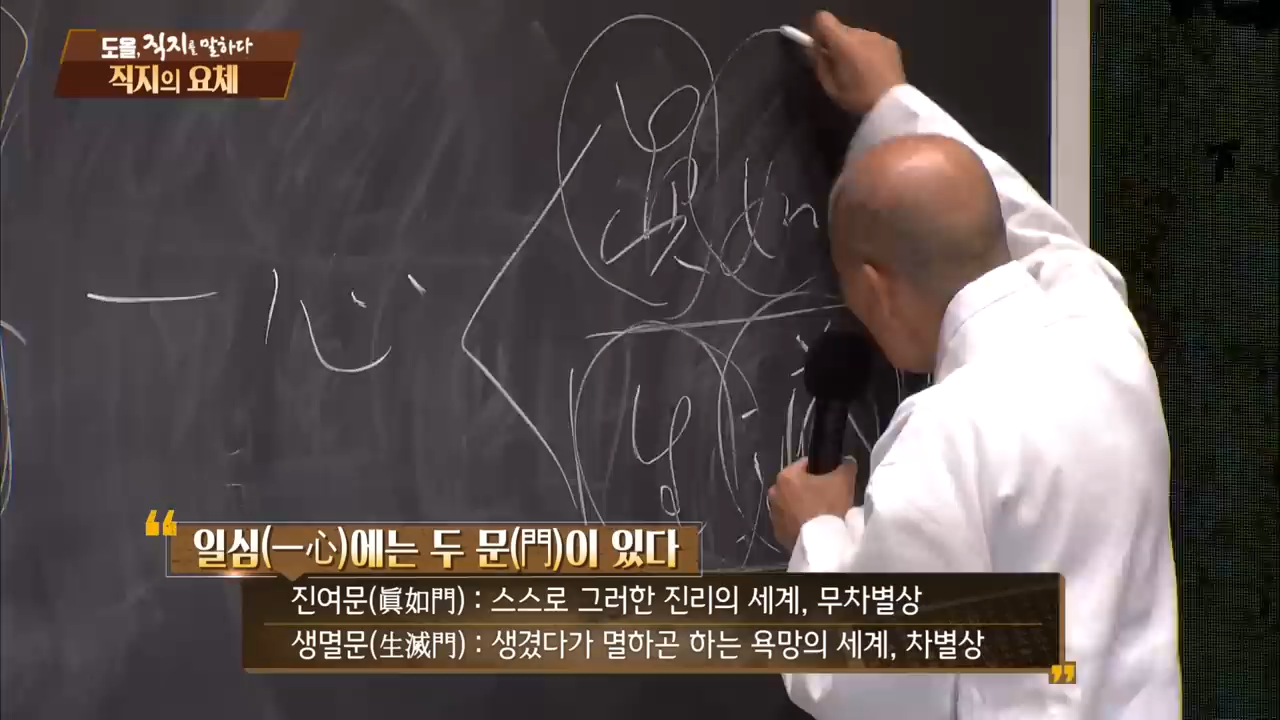 도올, 직지를 말하다
직지의 요체
一心
“일심(一心)에는 두 문(門)이 있다
진여문(眞如門) : 스스로 그러한 진리의 세계, 무차별상
생멸문(生滅門) : 생겼다가 멸하곤 하는 욕망의 세계, 차별상”